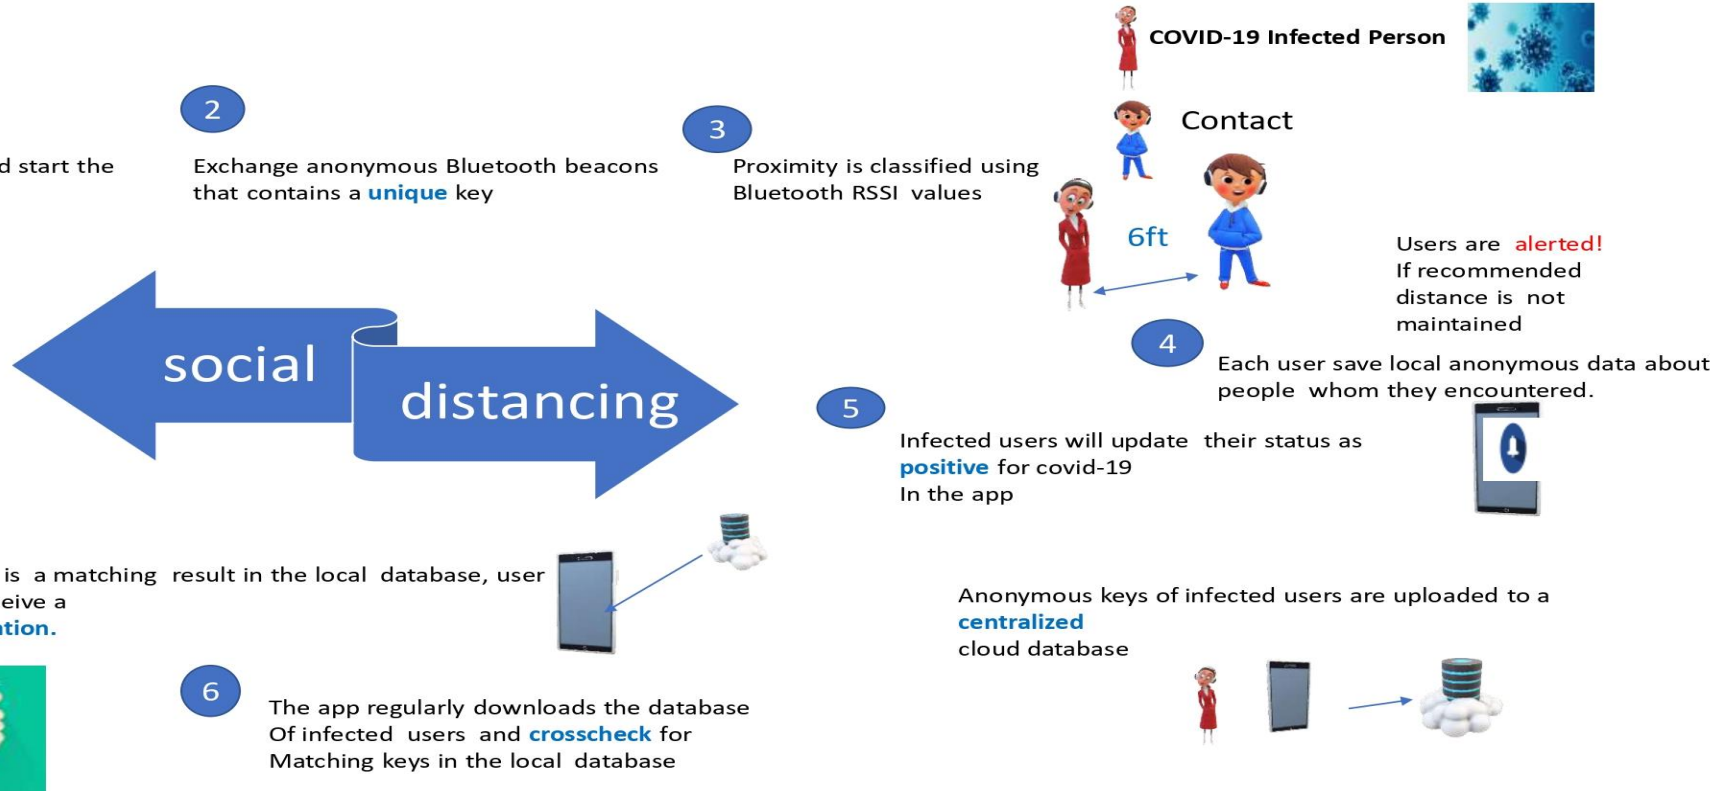 COVID-19 Infected Person
Contact
d start the
2
Exchange anonymous Bluetooth beacons
that contains a unique key
3
Proximity is classified using
Bluetooth RSSI values
6ft
Users are alerted!
If recommended
distance is not
maintained
4
Each user save local anonymous data about
people whom they encountered.
social
distancing
5
Infected users will update their status as
positive for covid-19
In the app
Anonymous keys of infected users are uploaded to a
centralized
cloud database
6
The app regularly downloads the database
Of infected users and crosscheck for
Matching keys in the local database
is a matching result in the local database, user
eive a
ation.